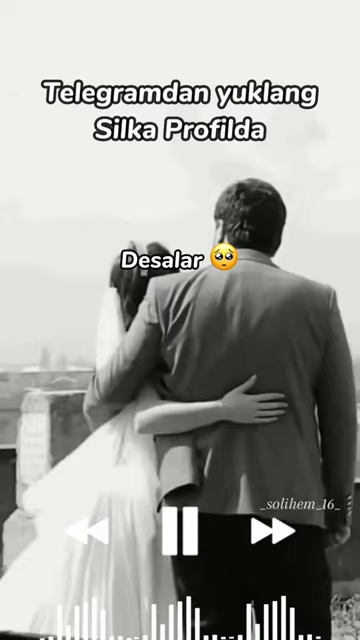 Telegramdan yuklang
Silka Profilda
Desalar 🥺
_solihem_16_